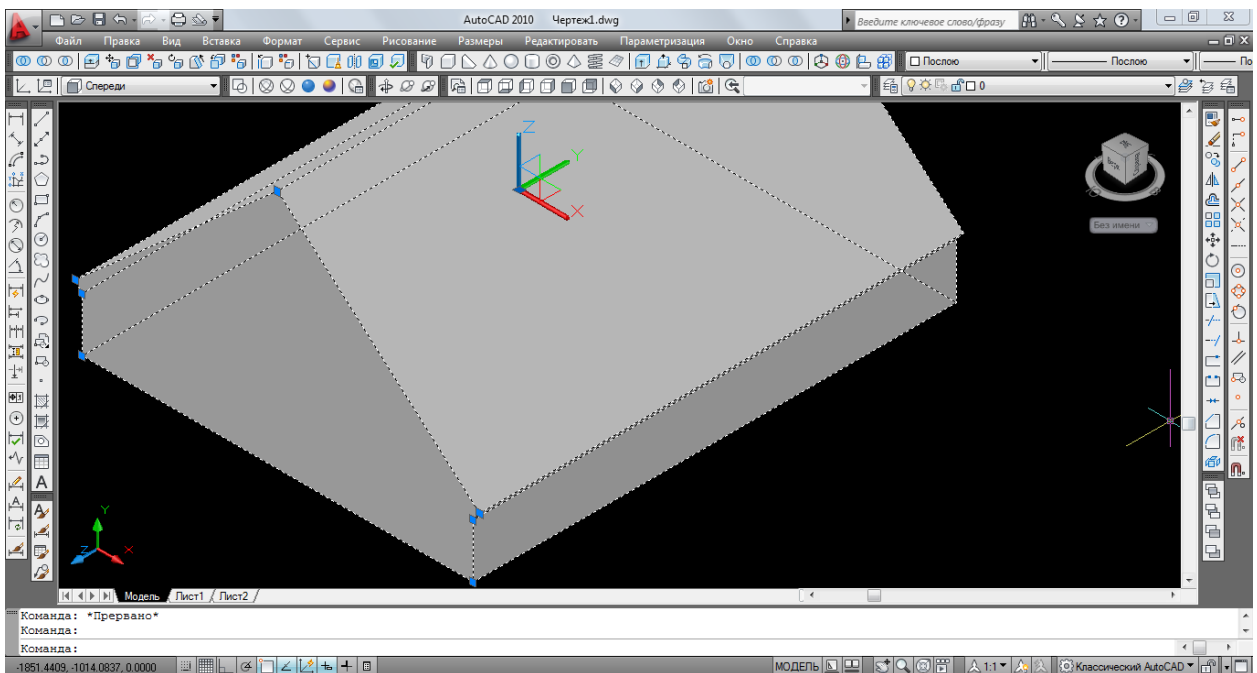 AutoCAD 2010 Чертеж1.dwg
Введите ключевое слово/фразу
Файл Правка Вид Вставка Формат Сервис Рисование Размеры Редактировать Параметризация Окно Справка
Послою Послою По
Спереди 0
Z
Y
X
Без имени
Y
Z X
Модель Лист1 Лист2
Команда: *Прервано*
Команда:
Команда:
-1851.4409, -1014.0837, 0.0000 МОДЕЛЬ 1:1 Классический AutoCAD